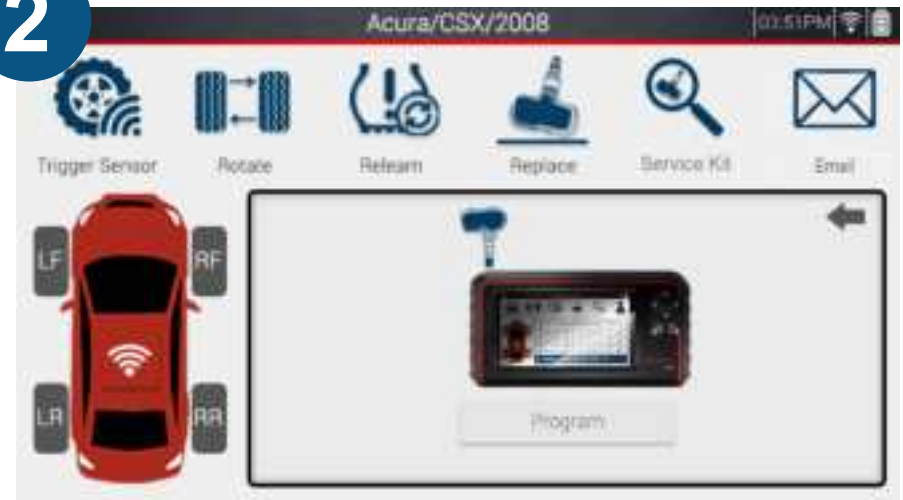 2
Acura/CSX/2008 03:51PM
Trigger Sensor Rotate Relearn Replace Service Kit Email
LF RF
LR RR
Program